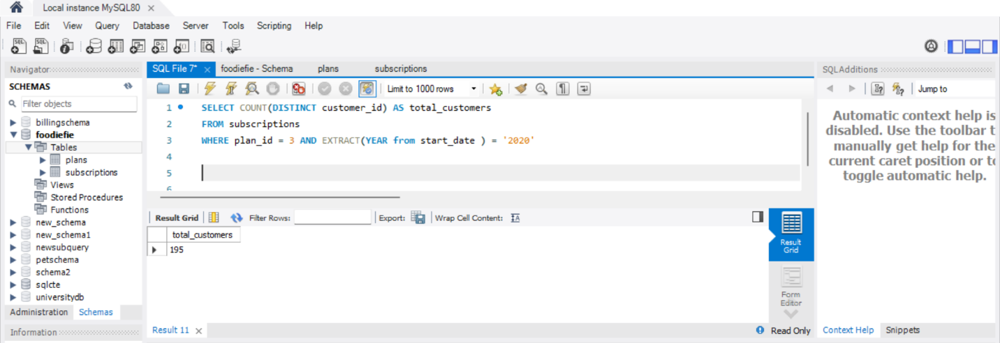 Local instance MySQL80 ×
File Edit View Query Database Server Tools Scripting Help
Navigator
SCHEMAS
Filter objects
billingschema
foodiefie
Tables
plans
subscriptions
Views
Stored Procedures
Functions
new_schema
new_schema1
newsubquery
petschema
schema2
sqlcte
universitydb
Administration Schemas
Information
SQL File 7* × foodiefie - Schema plans subscriptions
Limit to 1000 rows
1 SELECT COUNT(DISTINCT customer_id) AS total_customers
2 FROM subscriptions
3 WHERE plan_id = 3 AND EXTRACT(YEAR from start_date ) = '2020'
4
5
6
Result Grid Filter Rows: Export: Wrap Cell Content:
total_customers
195
Result Grid
Form Editor
Result 11 × Read Only
SQLAdditions
Jump to
Automatic context help is
disabled. Use the toolbar t
manually get help for the
current caret position or to
toggle automatic help.
Context Help Snippets